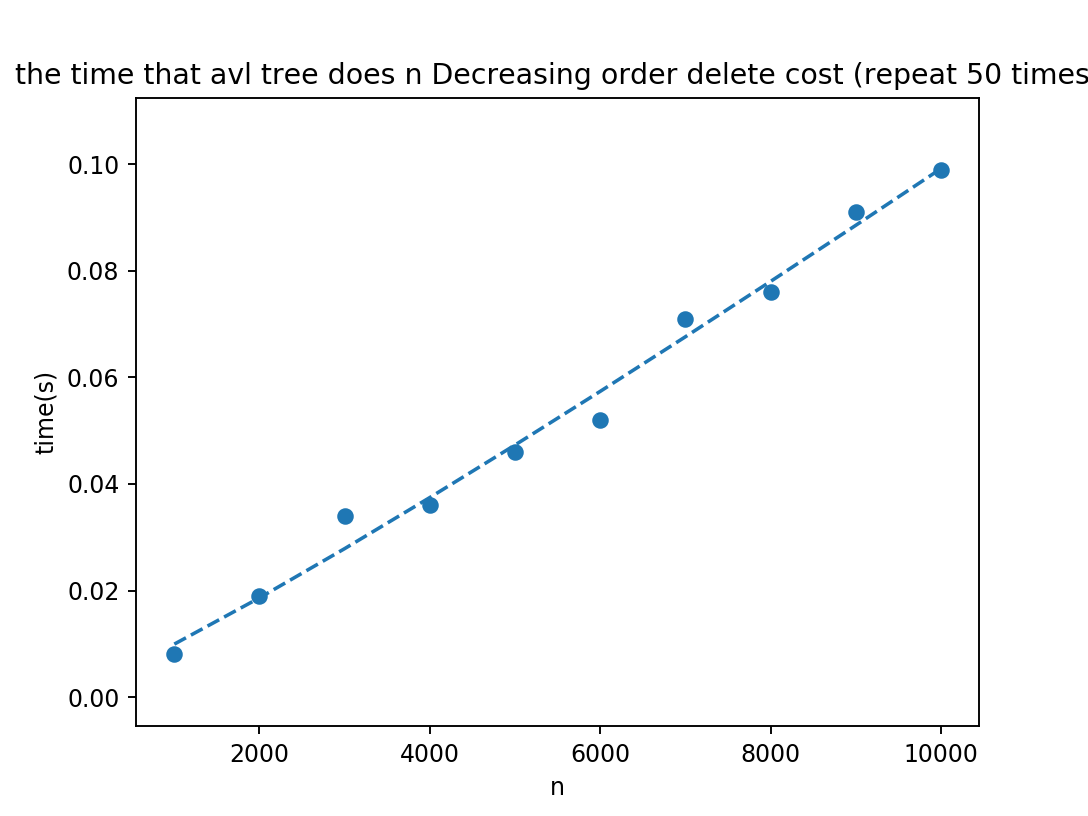 the time that avl tree does n Decreasing order delete cost (repeat 50 times
0.10
0.08
0.06
0.04
0.02
0.00
time(s)
2000 4000 6000 8000 10000
n